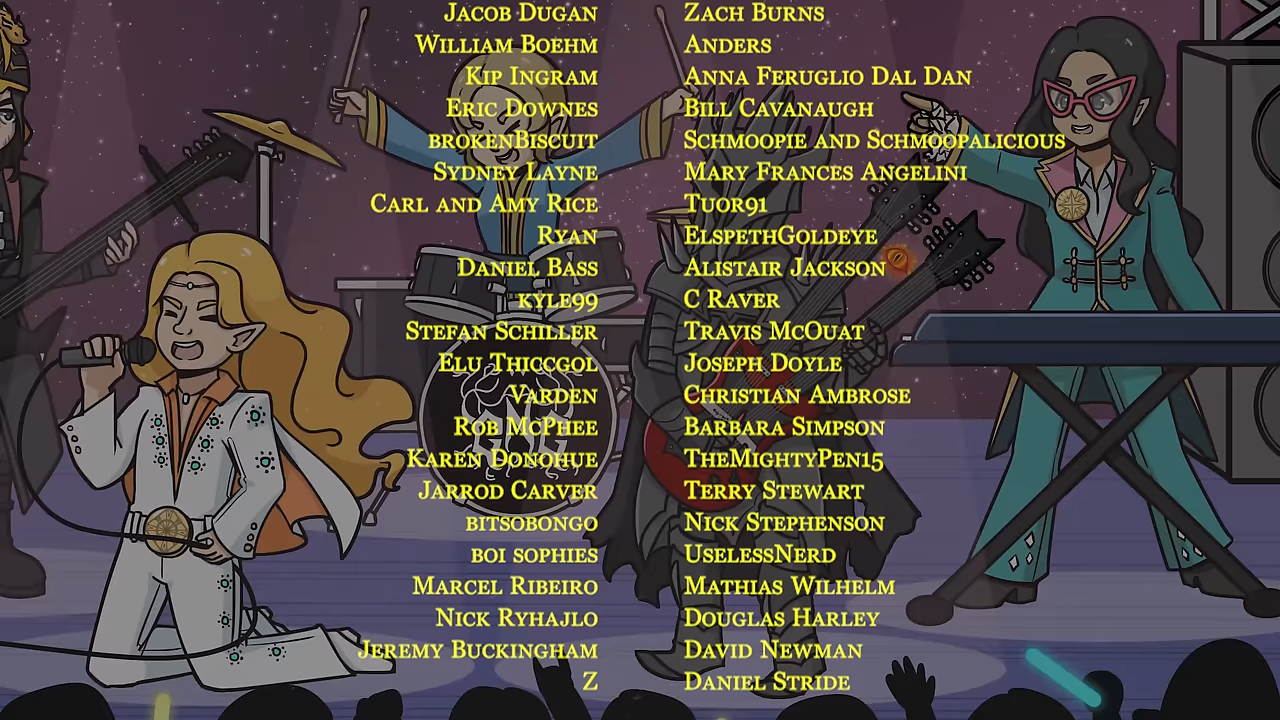 Jacob Dugan
William Boehm
Kip Ingram
Eric Downes
brokenBiscuit
Sydney Layne
Carl and Amy Rice
Ryan
Daniel Bass
kyle99
Stefan Schiller
Elu Thiccgol
Varden
Rob McPhee
Karen Donohue
Jarrod Carver
bitsobongo
boi sophies
Marcel Ribeiro
Nick Ryhajlo
Jeremy Buckingham
Z
Zach Burns
Anders
Anna Feruglio Dal Dan
Bill Cavanaugh
Schmoopie and Schmoopalicious
Mary Frances Angelini
Tuor91
ElspethGoldeye
Alistair Jackson
C Raver
Travis McOuat
Joseph Doyle
Christian Ambrose
Barbara Simpson
TheMightyPen15
Terry Stewart
Nick Stephenson
UselessNerd
Mathias Wilhelm
Douglas Harley
David Newman
Daniel Stride